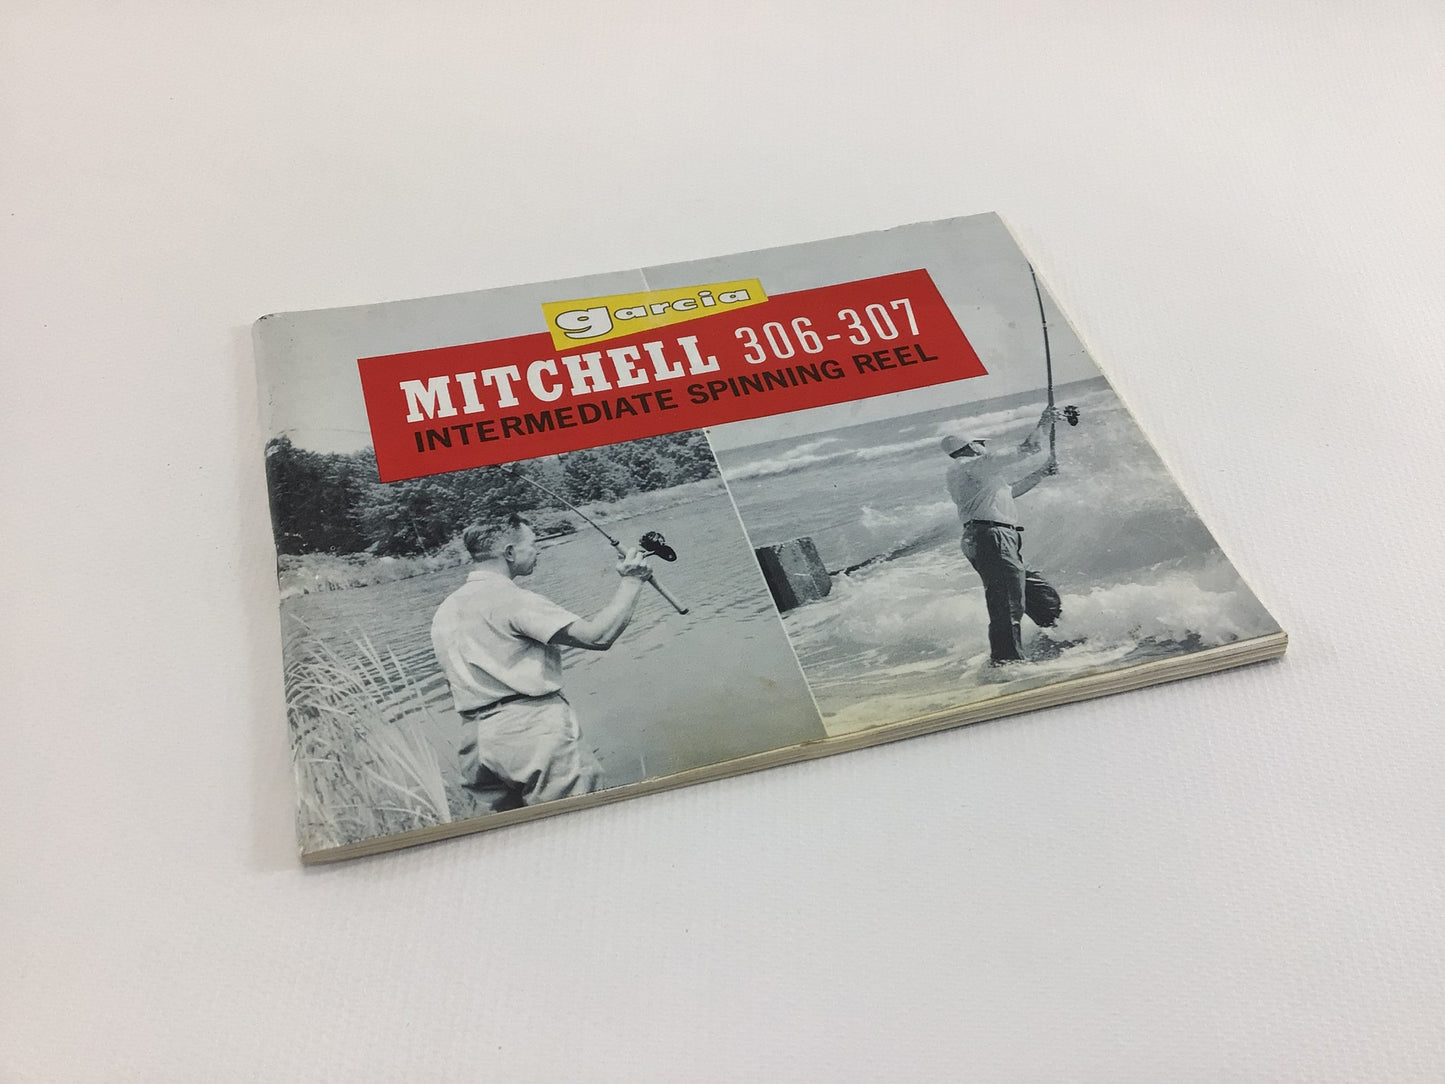 garcia
MITCHELL 306-307
INTERMEDIATE SPINNING REEL